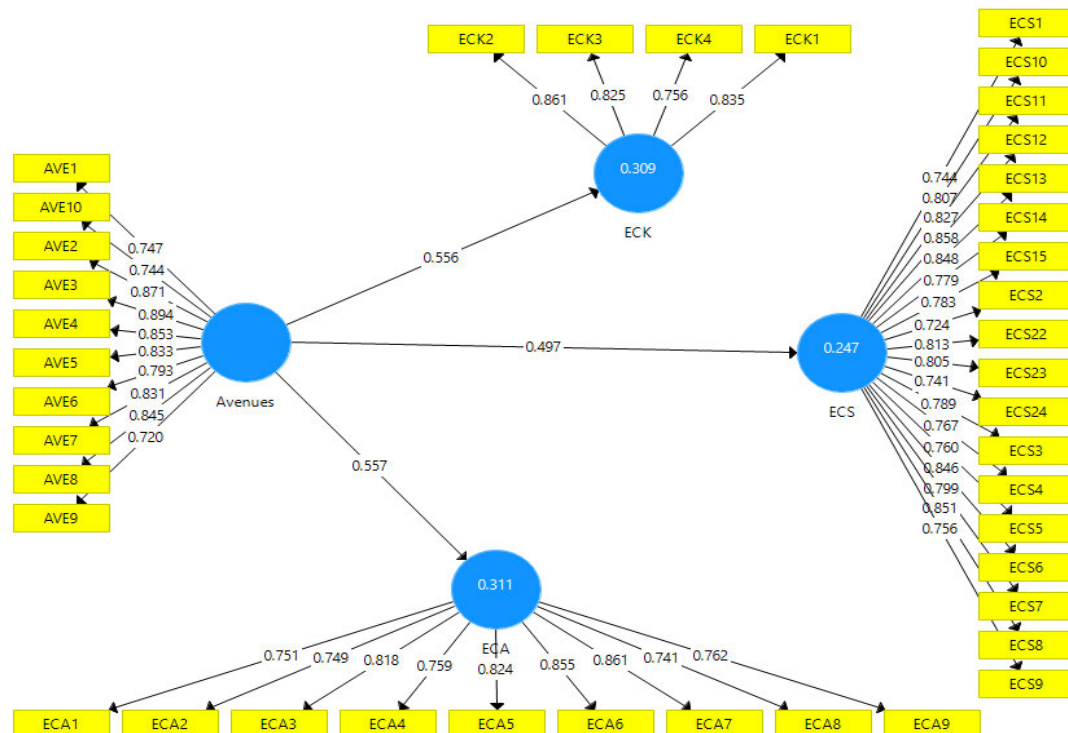 ECK2
ECK3
ECK4
ECK1
0.861
0.825
0.756
0.835
0.309
ECK
AVE1
AVE10
AVE2
AVE3
AVE4
AVE5
AVE6
AVE7
AVE8
AVE9
0.747
0.744
0.871
0.894
0.853
0.833
0.793
0.831
0.845
0.720
Avenues
0.556
0.497
0.557
0.247
ECS
0.744
0.807
0.827
0.858
0.848
0.779
0.783
0.724
0.813
0.805
0.741
0.789
0.767
0.760
0.846
0.799
0.851
0.756
ECS1
ECS10
ECS11
ECS12
ECS13
ECS14
ECS15
ECS2
ECS22
ECS23
ECS24
ECS3
ECS4
ECS5
ECS6
ECS7
ECS8
ECS9
0.311
ECA
0.751
0.749
0.818
0.759
0.824
0.855
0.861
0.741
0.762
ECA1
ECA2
ECA3
ECA4
ECA5
ECA6
ECA7
ECA8
ECA9